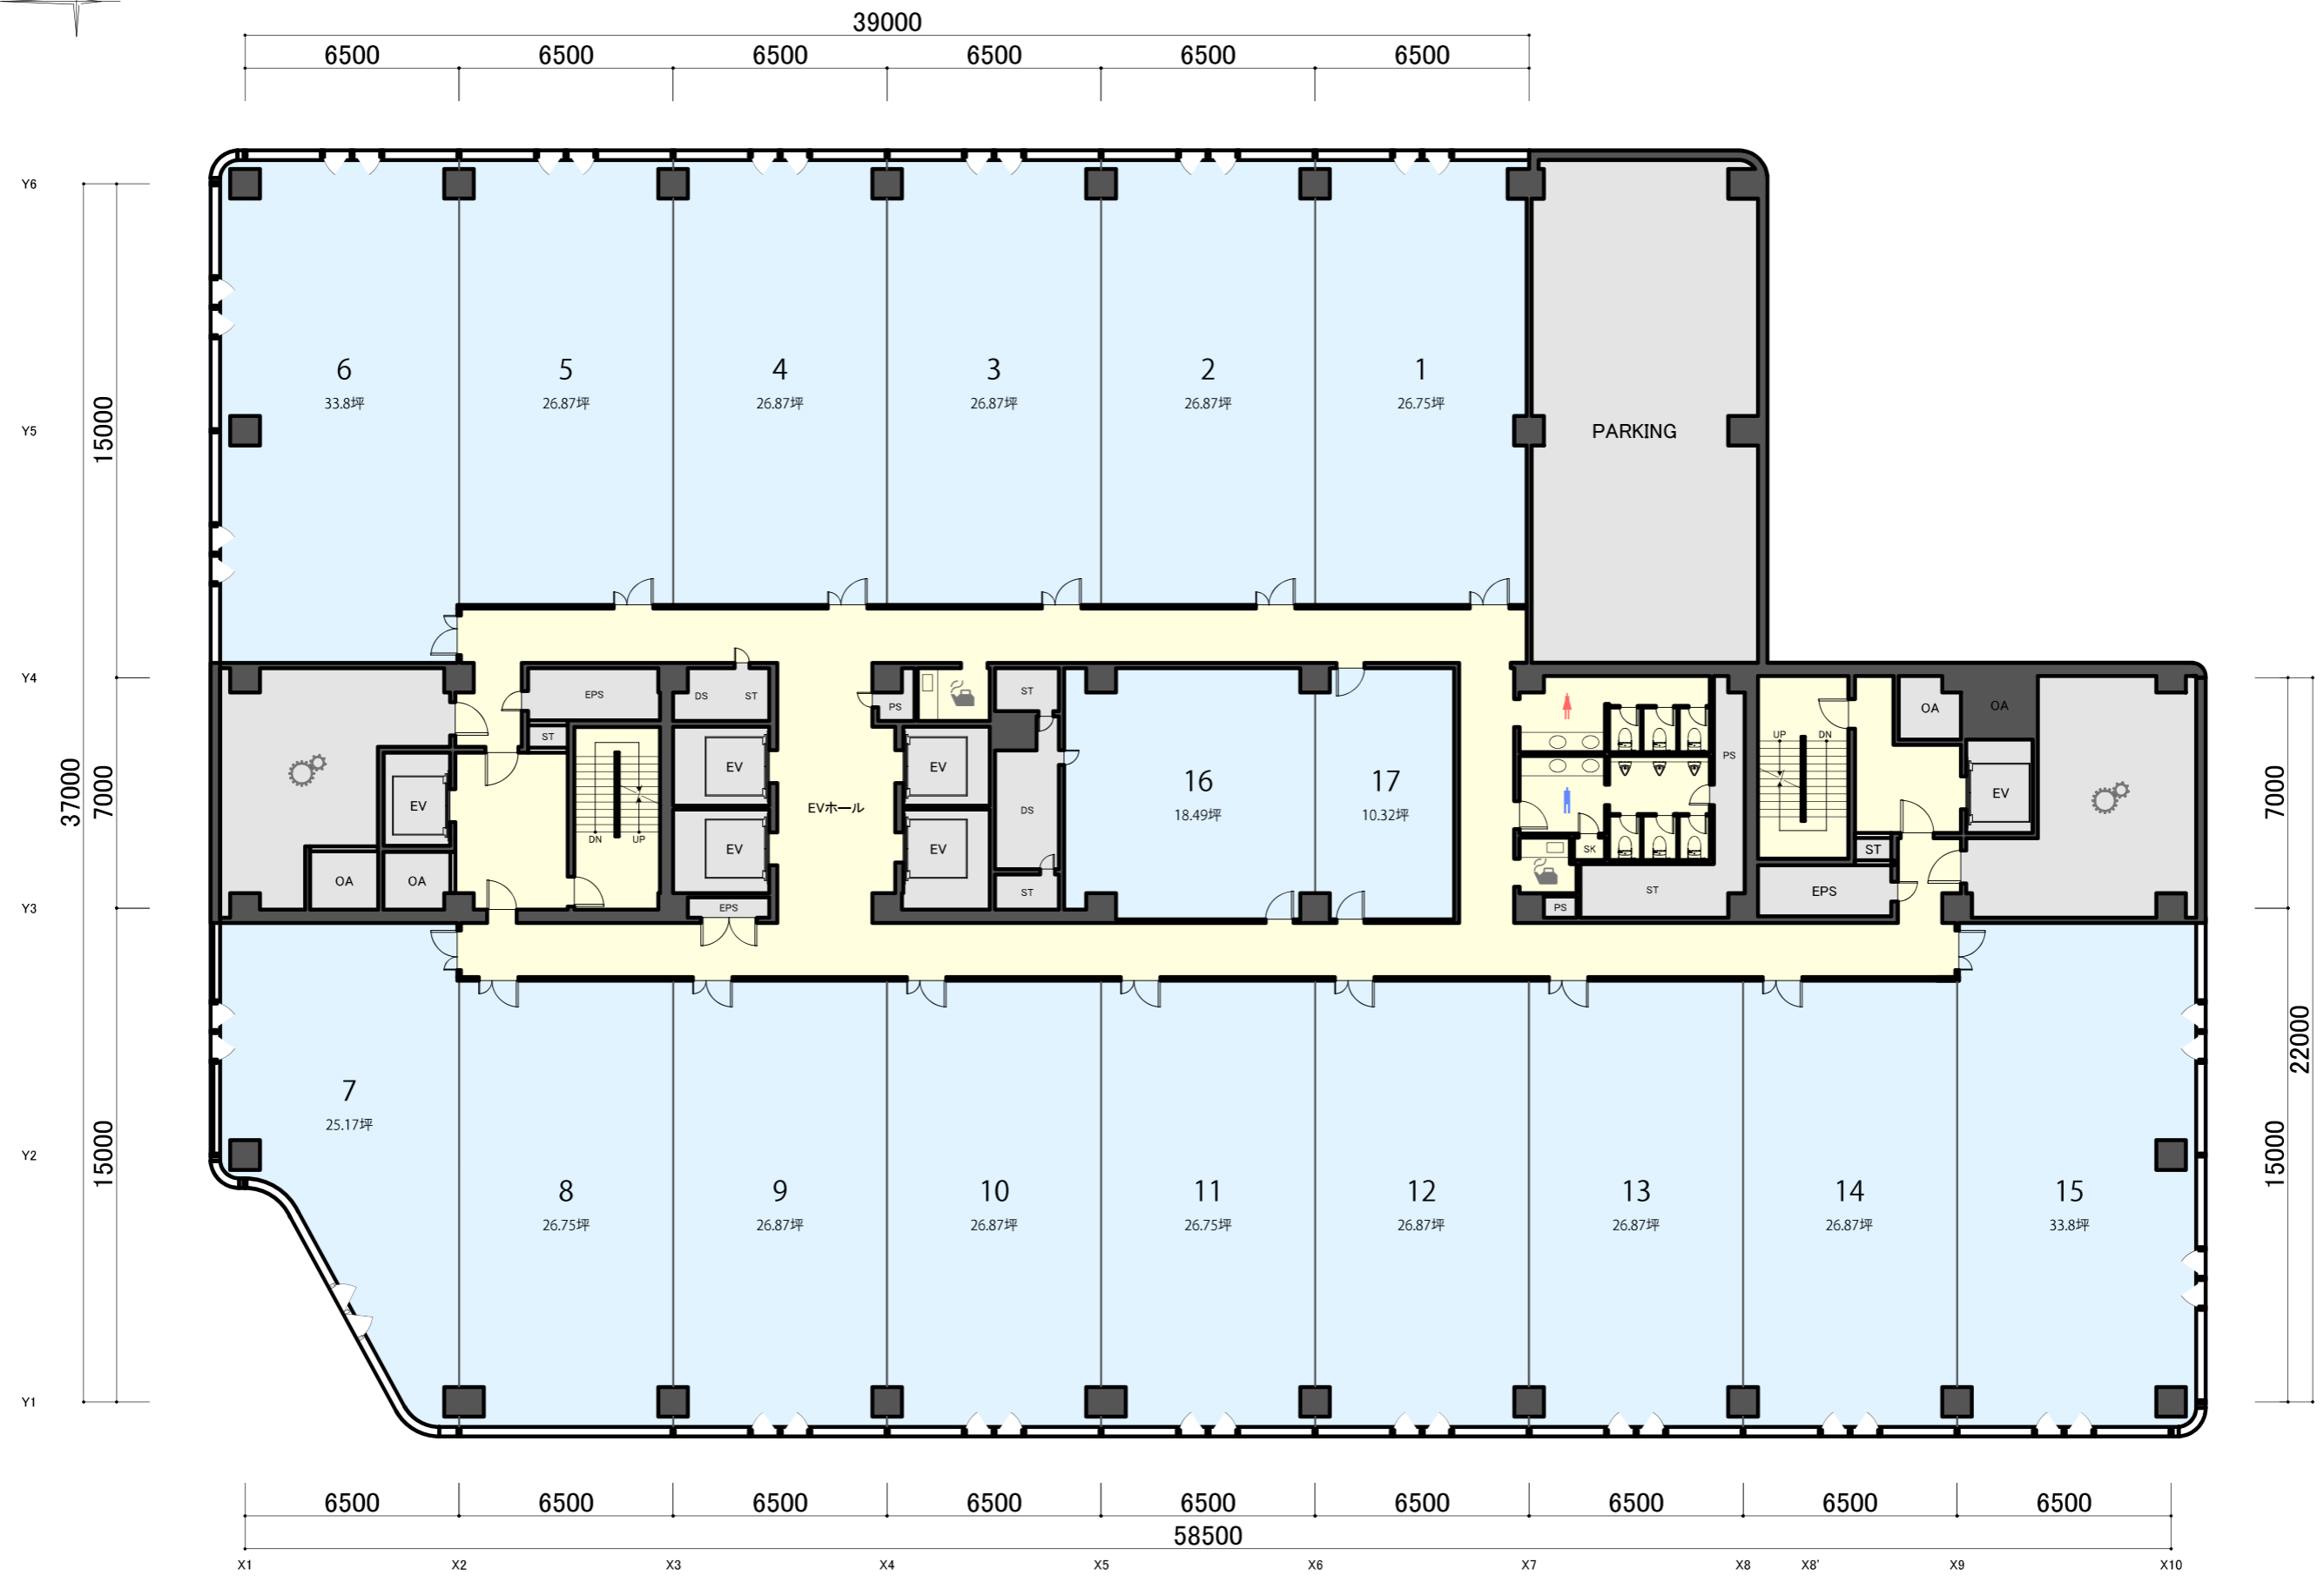 39000
6500 6500 6500 6500 6500 6500
Y6
6 5 4 3 2 1
33.8坪 26.87坪 26.87坪 26.87坪 26.87坪 26.75坪
Y5
15000
PARKING
Y4
EPS
DS ST
PS
ST
OA
OA
ST
UP DN
PS
37000
7000
EV
EV
EV
EVホール
16 17
18.49坪 10.32坪
EV
7000
EV
DS
DN UP
EV
EV
SK
ST
OA OA
ST
ST
EPS
Y3
EPS
PS
22000
7
25.17坪
Y2
15000
15000
8 9 10 11 12 13 14 15
26.75坪 26.87坪 26.87坪 26.75坪 26.87坪 26.87坪 26.87坪 33.8坪
Y1
6500 6500 6500 6500 6500 6500 6500 6500 6500
58500
X1 X2 X3 X4 X5 X6 X7 X8 X8' X9 X10